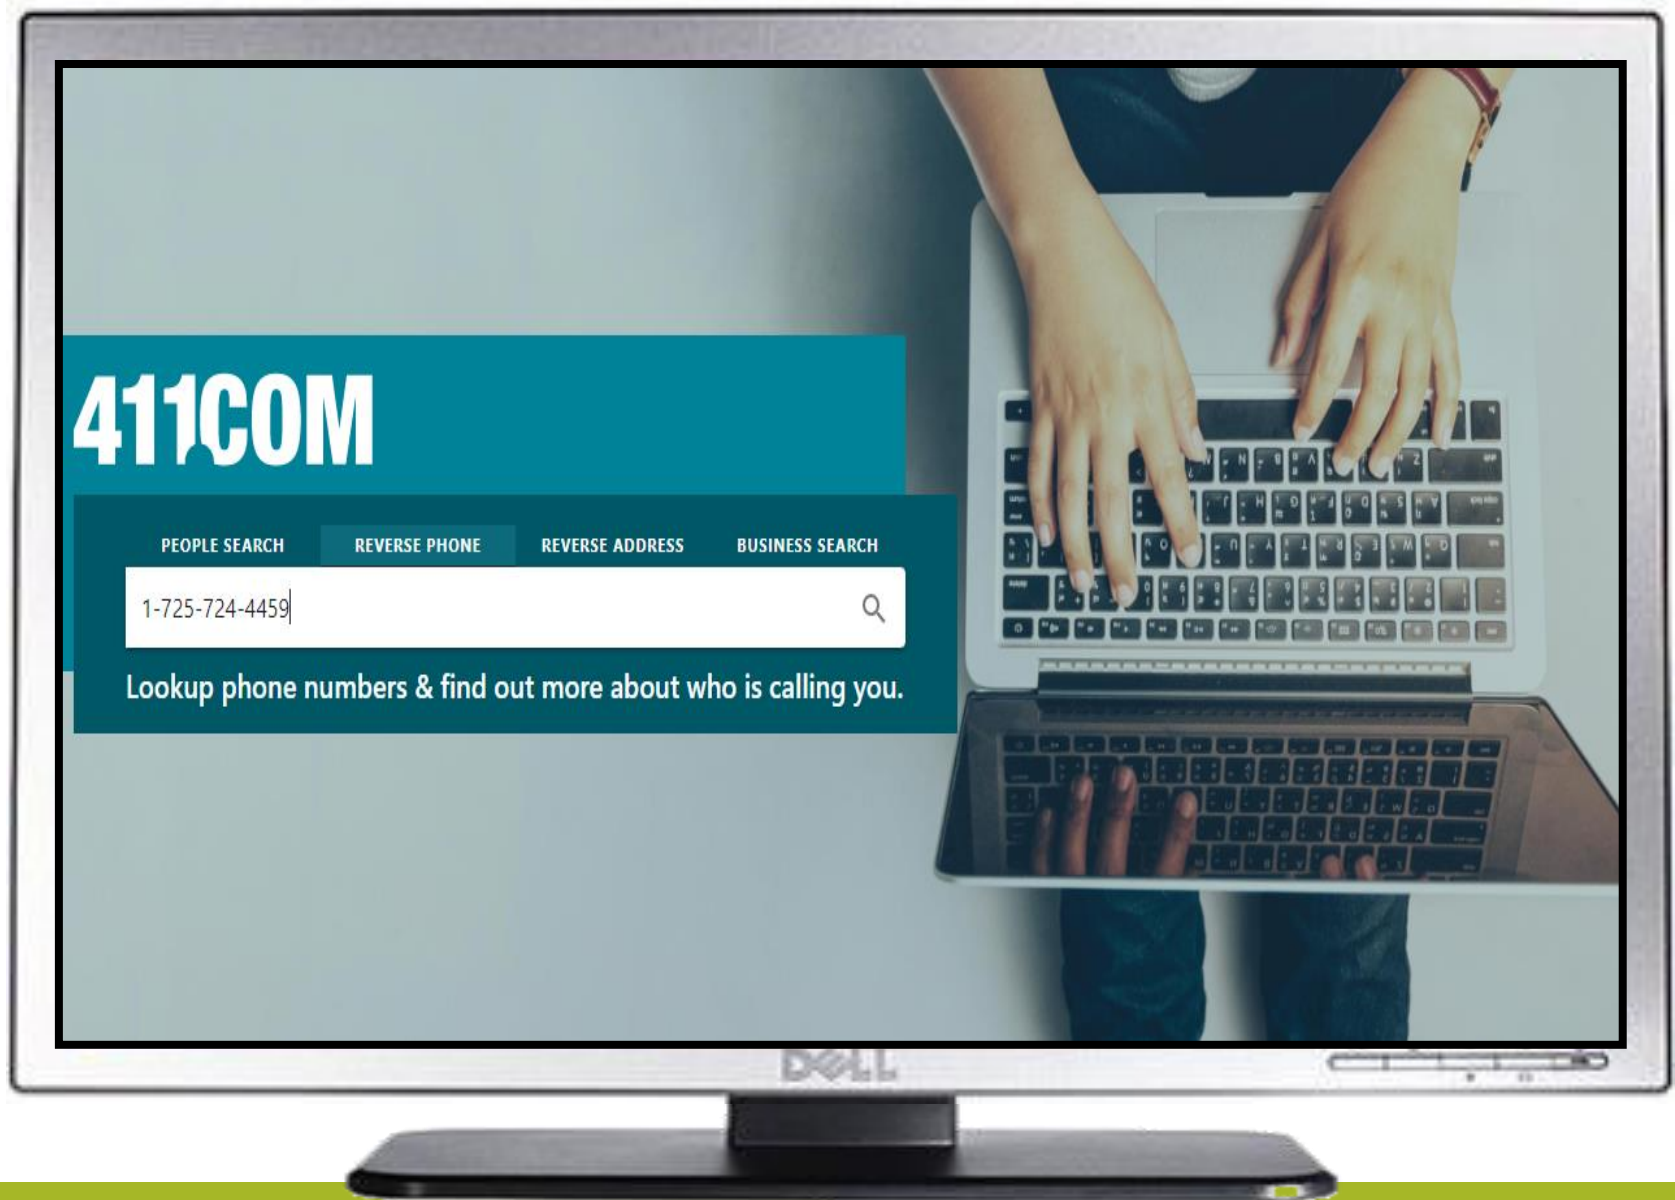 411COM
PEOPLE SEARCH REVERSE PHONE REVERSE ADDRESS BUSINESS SEARCH
1-725-724-4459
Lookup phone numbers & find out more about who is calling you.
DELL